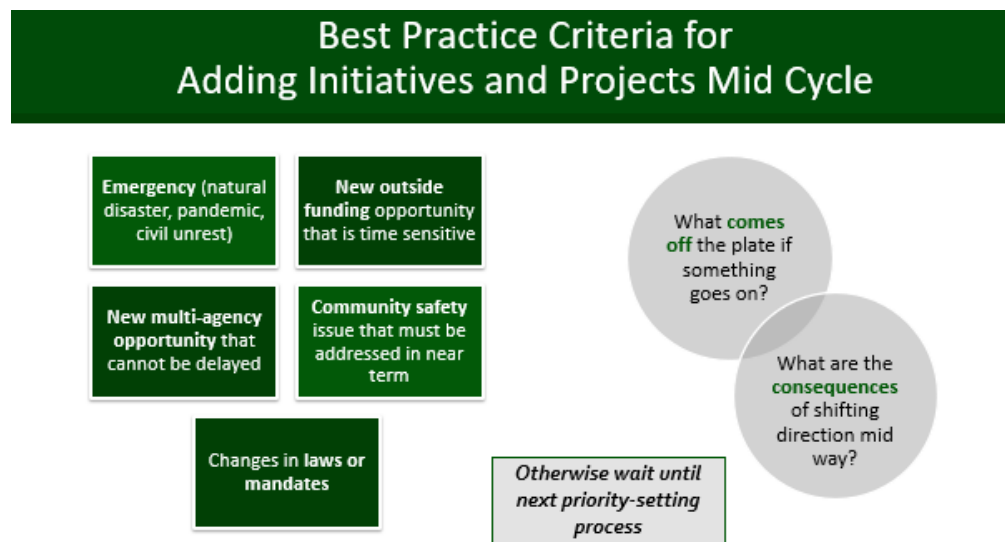 Best Practice Criteria for
Adding Initiatives and Projects Mid Cycle
Emergency (natural
disaster, pandemic,
civil unrest)
New outside
funding opportunity
that is time sensitive
New multi-agency
opportunity that
cannot be delayed
Community safety
issue that must be
addressed in near
term
Changes in laws or
mandates
What comes
off the plate if
something
goes on?
What are the
consequences
of shifting
direction mid
way?
Otherwise wait until
next priority-setting
process